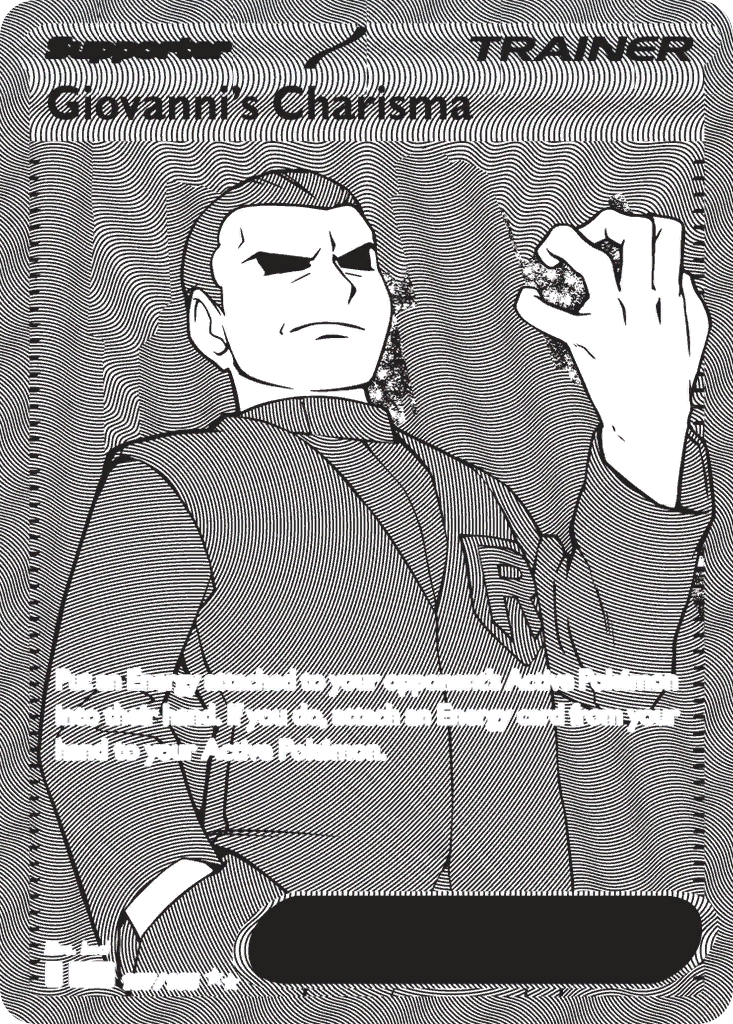 Supporter TRAINER
Giovanni's Charisma
R
Put an Energy attached to your opponent's Active Pokémon
into their hand. If you do, attach an Energy card from your
hand to your Active Pokémon.